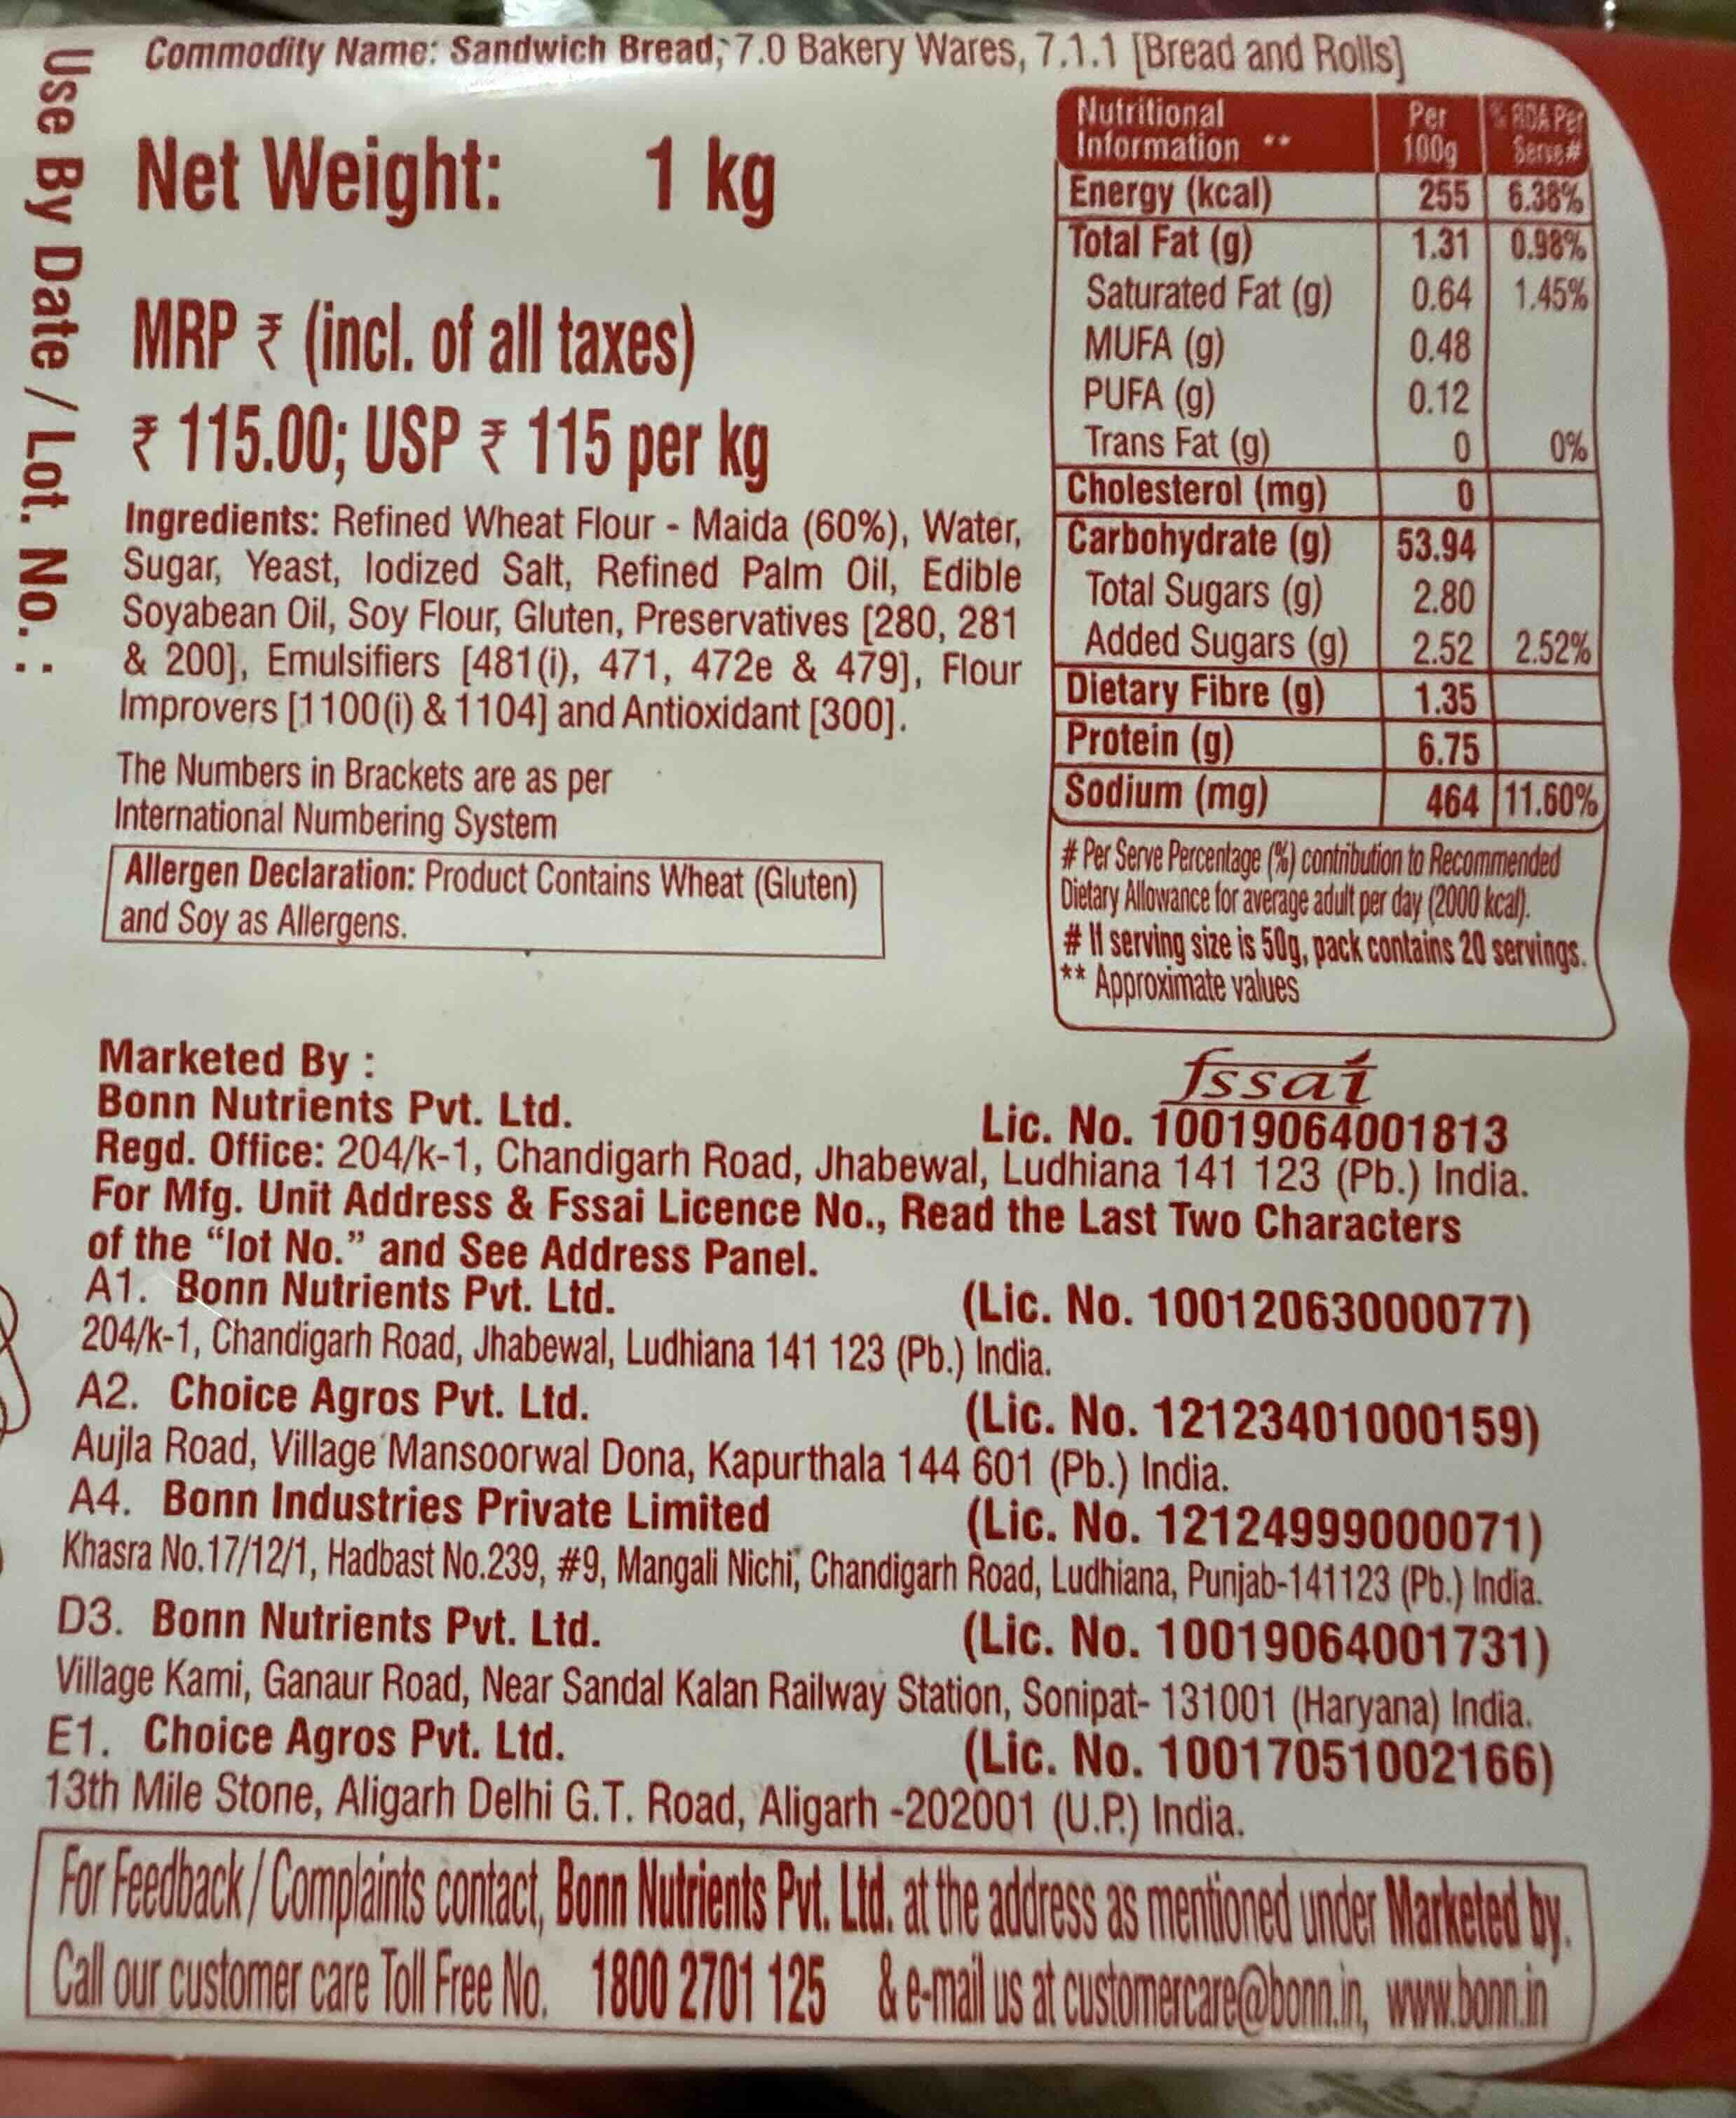 Commodity Name: Sandwich Bread; 7.0 Bakery Wares, 7.1.1 [Bread and Rolls]
Use By Date / Lot. No. :
Net Weight: 1 kg
MRP ₹ (incl. of all taxes)
₹ 115.00; USP ₹ 115 per kg
Ingredients: Refined Wheat Flour - Maida (60%), Water,
Sugar, Yeast, Iodized Salt, Refined Palm Oil, Edible
Soyabean Oil, Soy Flour, Gluten, Preservatives [280, 281
& 200], Emulsifiers [481(i), 471, 472e & 479], Flour
Improvers [1100(i) & 1104] and Antioxidant [300].
The Numbers in Brackets are as per
International Numbering System
Allergen Declaration: Product Contains Wheat (Gluten)
and Soy as Allergens.
Nutritional Information ** Per 100g % RDA Per Serve#
Energy (kcal) 255 6.38%
Total Fat (g) 1.31 0.98%
Saturated Fat (g) 0.64 1.45%
MUFA (g) 0.48
PUFA (g) 0.12
Trans Fat (g) 0 0%
Cholesterol (mg) 0
Carbohydrate (g) 53.94
Total Sugars (g) 2.80
Added Sugars (g) 2.52 2.52%
Dietary Fibre (g) 1.35
Protein (g) 6.75
Sodium (mg) 464 11.60%
# Per Serve Percentage (%) contribution to Recommended
Dietary Allowance for average adult per day (2000 kcal).
# If serving size is 50g, pack contains 20 servings.
** Approximate values
Marketed By :
fssai
Bonn Nutrients Pvt. Ltd. Lic. No. 10019064001813
Regd. Office: 204/k-1, Chandigarh Road, Jhabewal, Ludhiana 141 123 (Pb.) India.
For Mfg. Unit Address & Fssai Licence No., Read the Last Two Characters
of the “lot No.” and See Address Panel.
A1. Bonn Nutrients Pvt. Ltd. (Lic. No. 10012063000077)
204/k-1, Chandigarh Road, Jhabewal, Ludhiana 141 123 (Pb.) India.
A2. Choice Agros Pvt. Ltd. (Lic. No. 12123401000159)
Aujla Road, Village Mansoorwal Dona, Kapurthala 144 601 (Pb.) India.
A4. Bonn Industries Private Limited (Lic. No. 12124999000071)
Khasra No.17/12/1, Hadbast No.239, #9, Mangali Nichi, Chandigarh Road, Ludhiana, Punjab-141123 (Pb.) India.
D3. Bonn Nutrients Pvt. Ltd. (Lic. No. 10019064001731)
Village Kami, Ganaur Road, Near Sandal Kalan Railway Station, Sonipat- 131001 (Haryana) India.
E1. Choice Agros Pvt. Ltd. (Lic. No. 10017051002166)
13th Mile Stone, Aligarh Delhi G.T. Road, Aligarh -202001 (U.P.) India.
For Feedback / Complaints contact, Bonn Nutrients Pvt. Ltd. at the address as mentioned under Marketed by.
Call our customer care Toll Free No. 1800 2701 125 & e-mail us at customercare@bonn.in, www.bonn.in